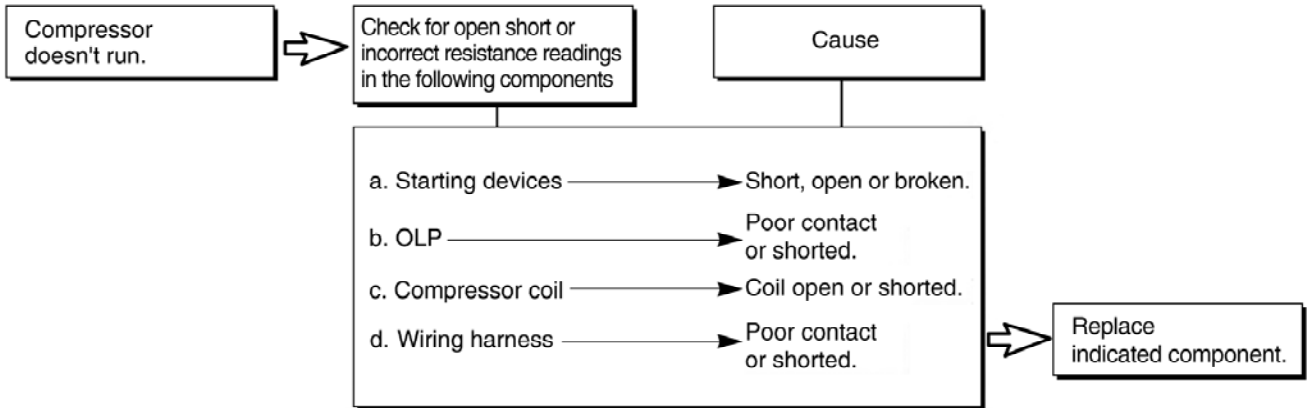 Compressor
doesn't run.
Check for open short or
incorrect resistance readings
in the following components
Cause
a. Starting devices
Short, open or broken.
b. OLP
Poor contact
or shorted.
c. Compressor coil
Coil open or shorted.
d. Wiring harness
Poor contact
or shorted.
Replace
indicated component.